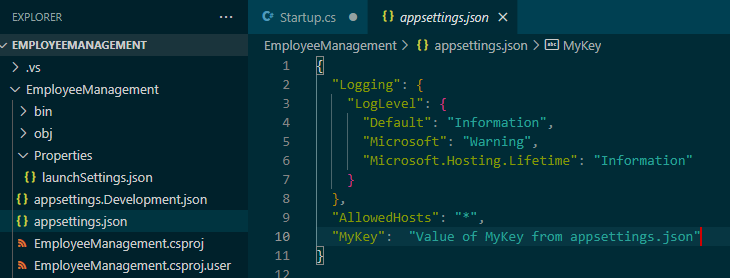 EXPLORER
EMPLOYEEMANAGEMENT
.vs
EmployeeManagement
bin
obj
Properties
launchSettings.json
appsettings.Development.json
appsettings.json
EmployeeManagement.csproj
EmployeeManagement.csproj.user
C# Startup.cs
{} appsettings.json
EmployeeManagement > {} appsettings.json > abc MyKey
1 {
2 "Logging": {
3 "LogLevel": {
4 "Default": "Information",
5 "Microsoft": "Warning",
6 "Microsoft.Hosting.Lifetime": "Information"
7 }
8 },
9 "AllowedHosts": "*",
10 "MyKey":  "Value of MyKey from appsettings.json"
11 }
12